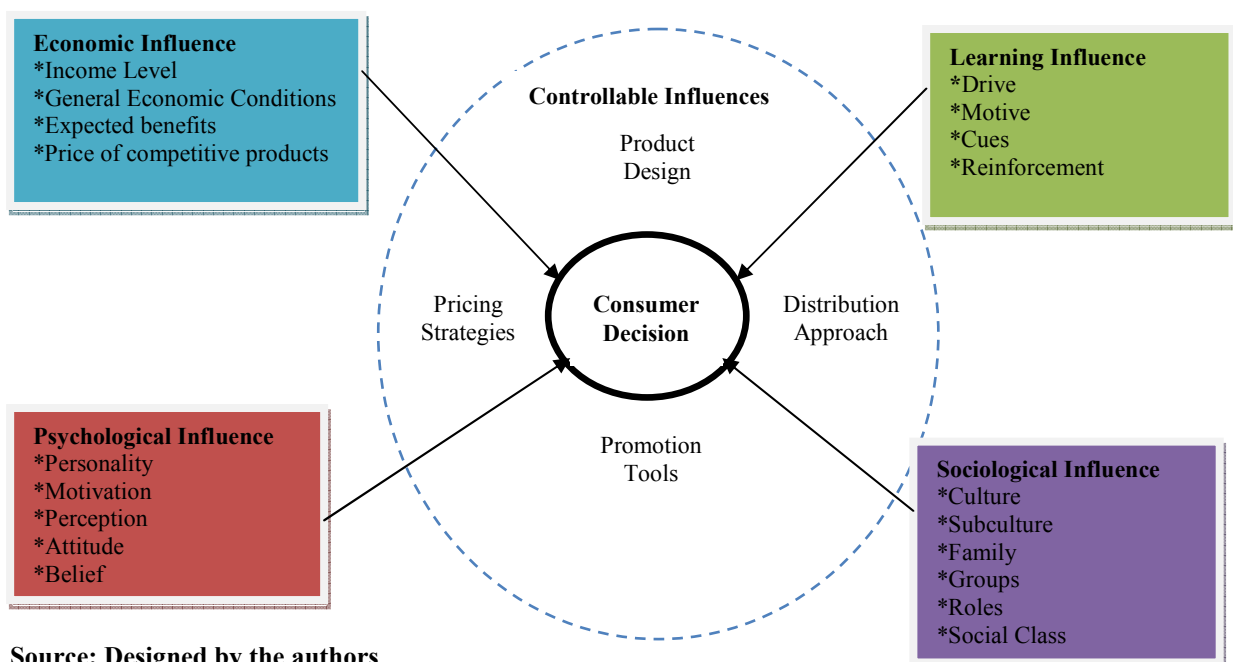 Economic Influence
*Income Level
*General Economic Conditions
*Expected benefits
*Price of competitive products
Learning Influence
*Drive
*Motive
*Cues
*Reinforcement
Controllable Influences
Product
Design
Pricing
Strategies
Consumer
Decision
Distribution
Approach
Promotion
Tools
Psychological Influence
*Personality
*Motivation
*Perception
*Attitude
*Belief
Sociological Influence
*Culture
*Subculture
*Family
*Groups
*Roles
*Social Class
Source: Designed by the authors